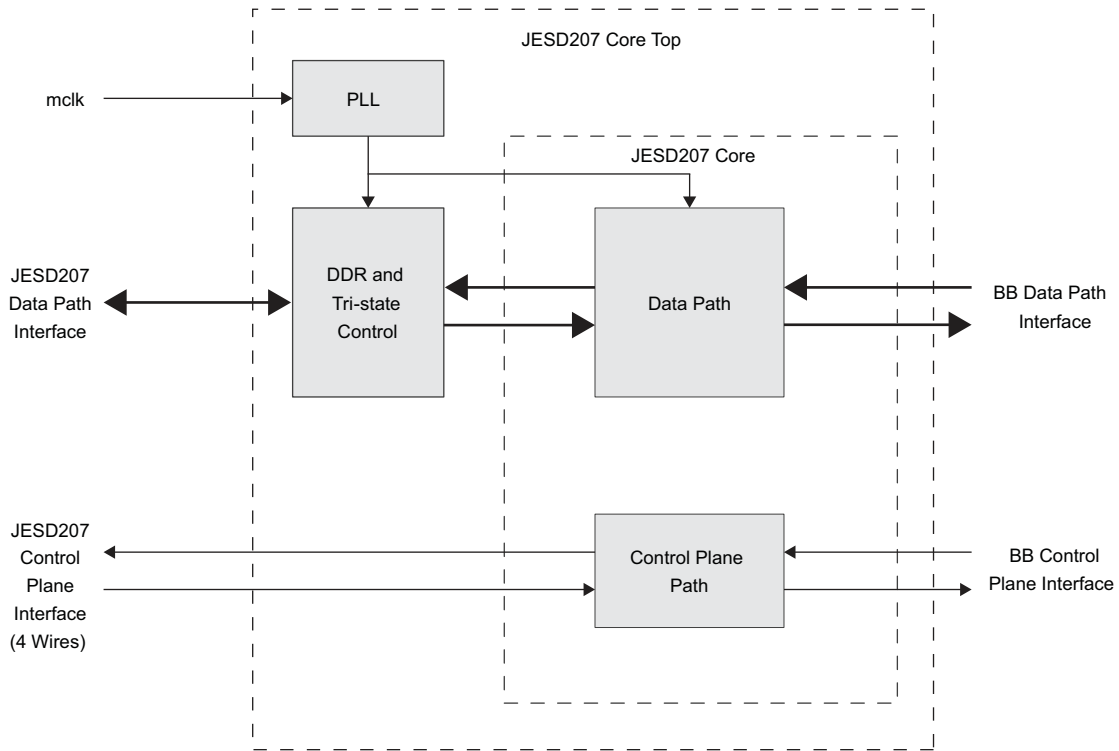 JESD207 Core Top
mclk
PLL
JESD207 Core
JESD207
Data Path
Interface
DDR and
Tri-state
Control
Data Path
BB Data Path
Interface
JESD207
Control
Plane
Interface
(4 Wires)
Control Plane
Path
BB Control
Plane Interface